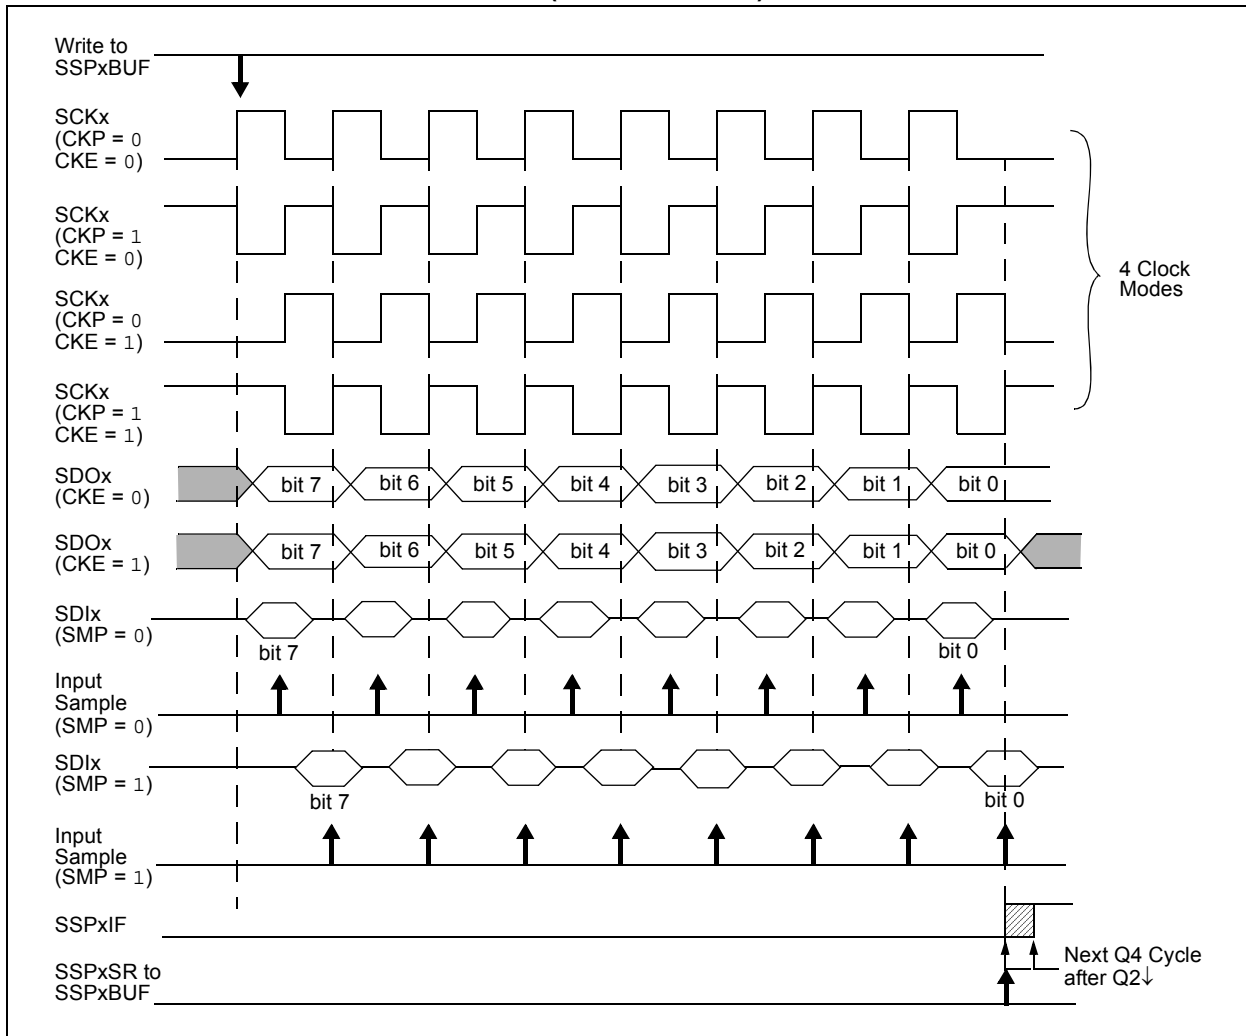 Write to
SSPxBUF
SCKx
(CKP = 0
CKE = 0)
SCKx
(CKP = 1
CKE = 0)
SCKx
(CKP = 0
CKE = 1)
SCKx
(CKP = 1
CKE = 1)
4 Clock
Modes
SDOx
(CKE = 0)
bit 7 bit 6 bit 5 bit 4 bit 3 bit 2 bit 1 bit 0
SDOx
(CKE = 1)
bit 7 bit 6 bit 5 bit 4 bit 3 bit 2 bit 1 bit 0
SDIx
(SMP = 0)
bit 7 bit 0
Input
Sample
(SMP = 0)
SDIx
(SMP = 1)
bit 7 bit 0
Input
Sample
(SMP = 1)
SSPxIF
SSPxSR to
SSPxBUF
Next Q4 Cycle
after Q2↓